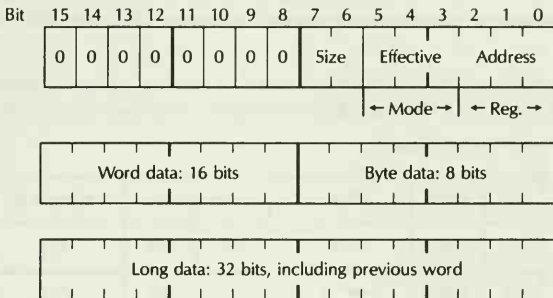 Bit 15 14 13 12 11 10 9 8 7 6 5 4 3 2 1 0
0 0 0 0 0 0 0 0 Size Effective Address
← Mode → ← Reg. →
Word data: 16 bits Byte data: 8 bits
Long data: 32 bits, including previous word